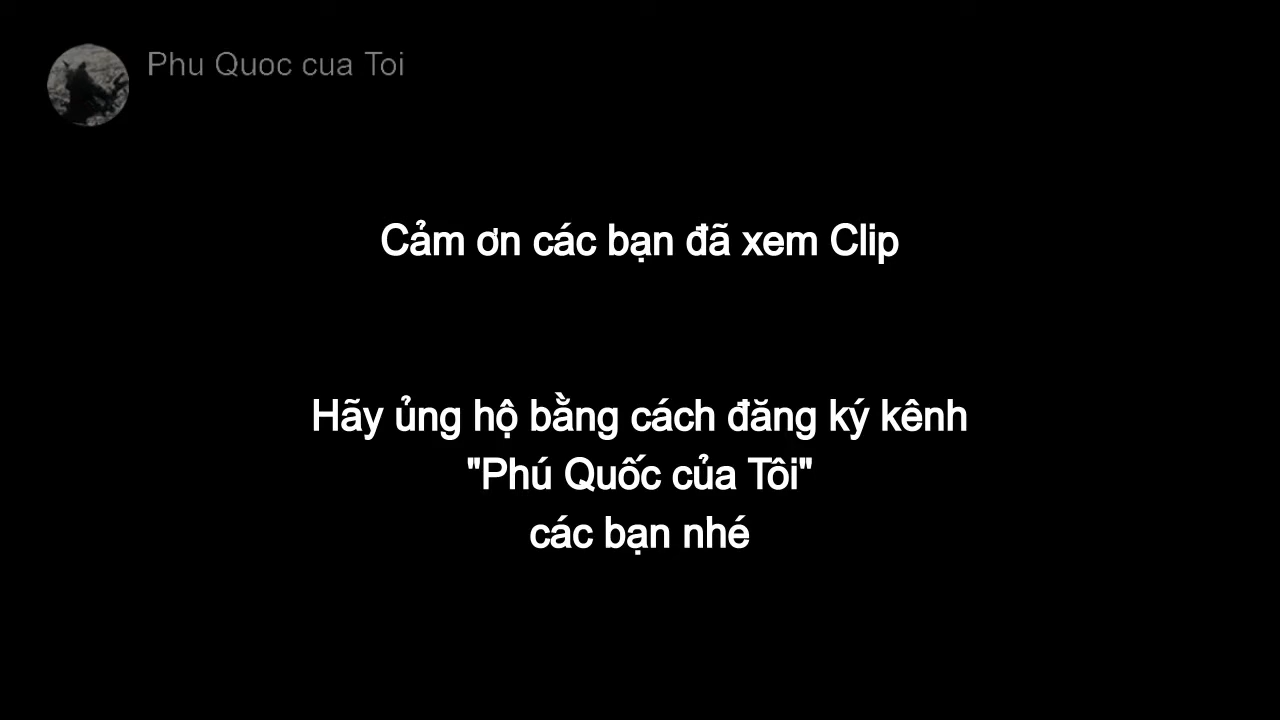 Phu Quoc cua Toi
Cảm ơn các bạn đã xem Clip
Hãy ủng hộ bằng cách đăng ký kênh
"Phú Quốc của Tôi"
các bạn nhé